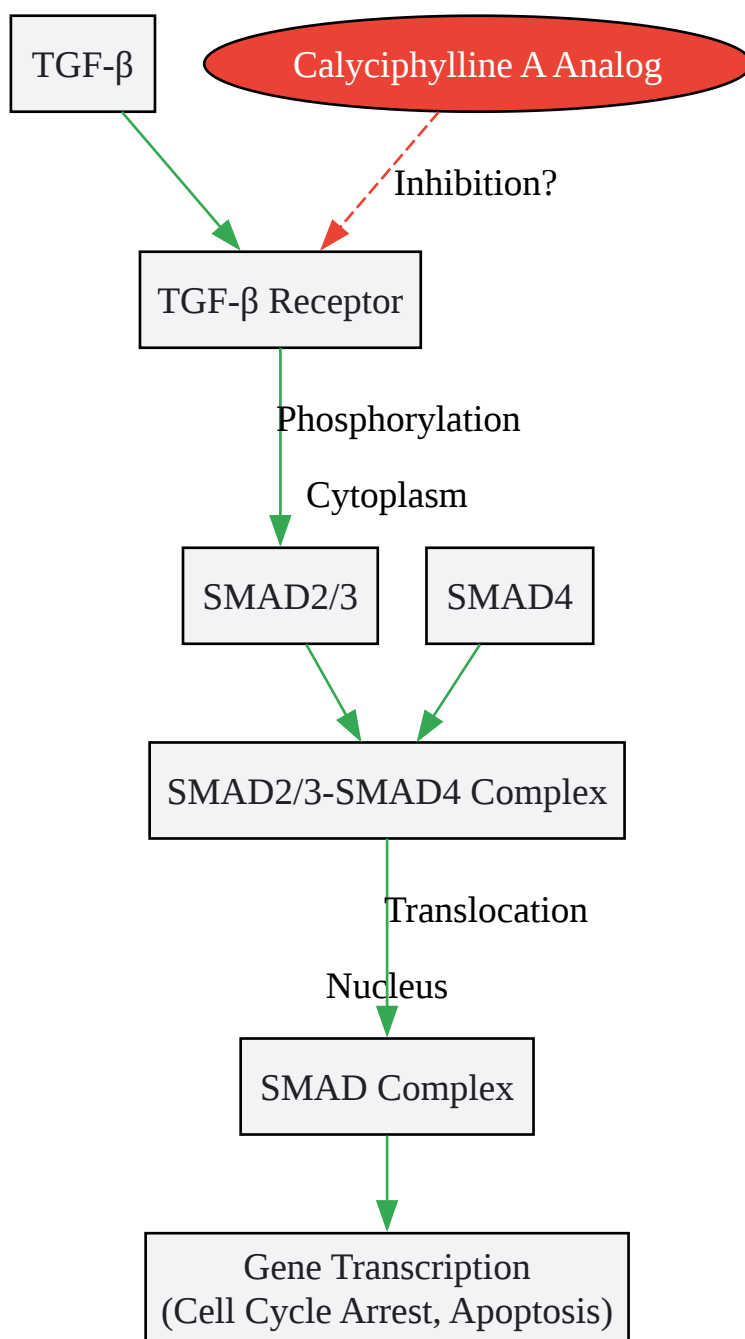 TGF-β
Calyciphylline A Analog
Inhibition?
TGF-β Receptor
Phosphorylation
Cytoplasm
SMAD2/3
SMAD4
SMAD2/3-SMAD4 Complex
Translocation
Nucleus
SMAD Complex
Gene Transcription
(Cell Cycle Arrest, Apoptosis)